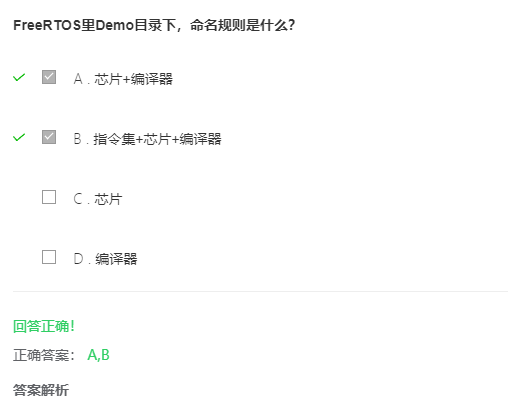 FreeRTOS里Demo目录下，命名规则是什么？
A . 芯片+编译器
B . 指令集+芯片+编译器
C . 芯片
D . 编译器
回答正确！
正确答案： A,B
答案解析